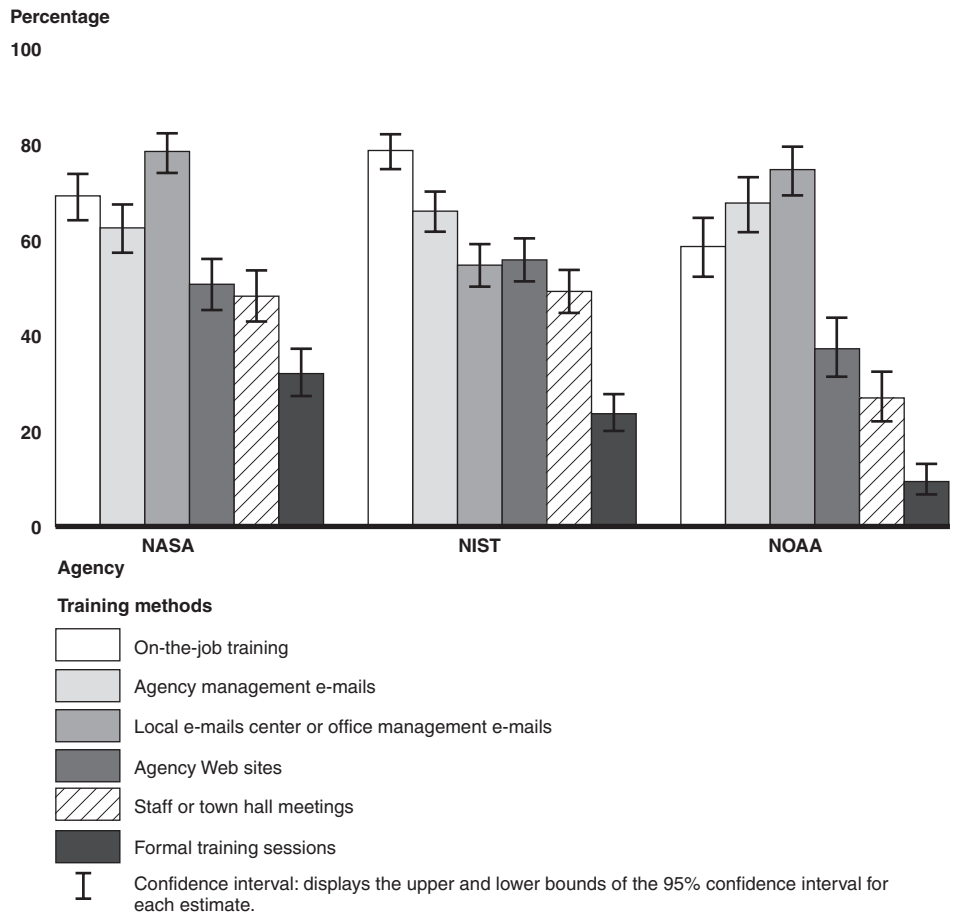 Percentage
100
80
60
40
20
0
NASA NIST NOAA
Agency
Training methods
On-the-job training
Agency management e-mails
Local e-mails center or office management e-mails
Agency Web sites
Staff or town hall meetings
Formal training sessions
Confidence interval: displays the upper and lower bounds of the 95% confidence interval for
each estimate.